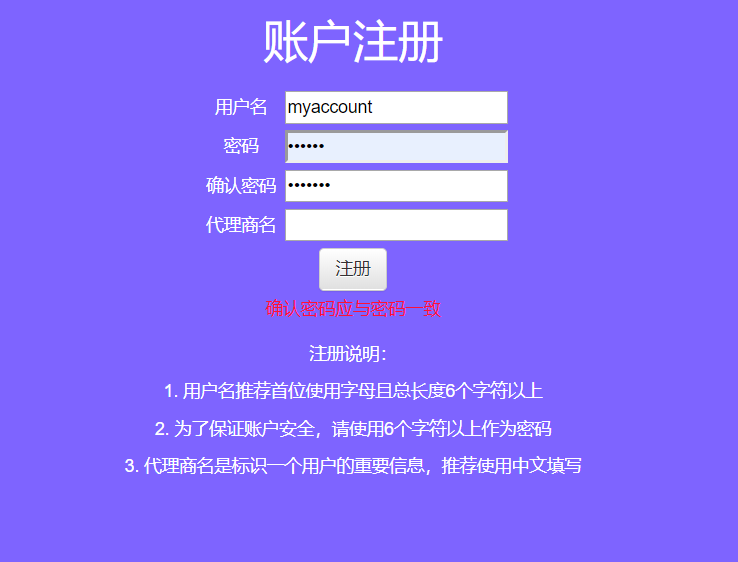 账户注册
用户名 myaccount
密码 ••••••
确认密码 •••••••
代理商名
注册
确认密码应与密码一致
注册说明：
1. 用户名推荐首位使用字母且总长度6个字符以上
2. 为了保证账户安全，请使用6个字符以上作为密码
3. 代理商名是标识一个用户的重要信息，推荐使用中文填写